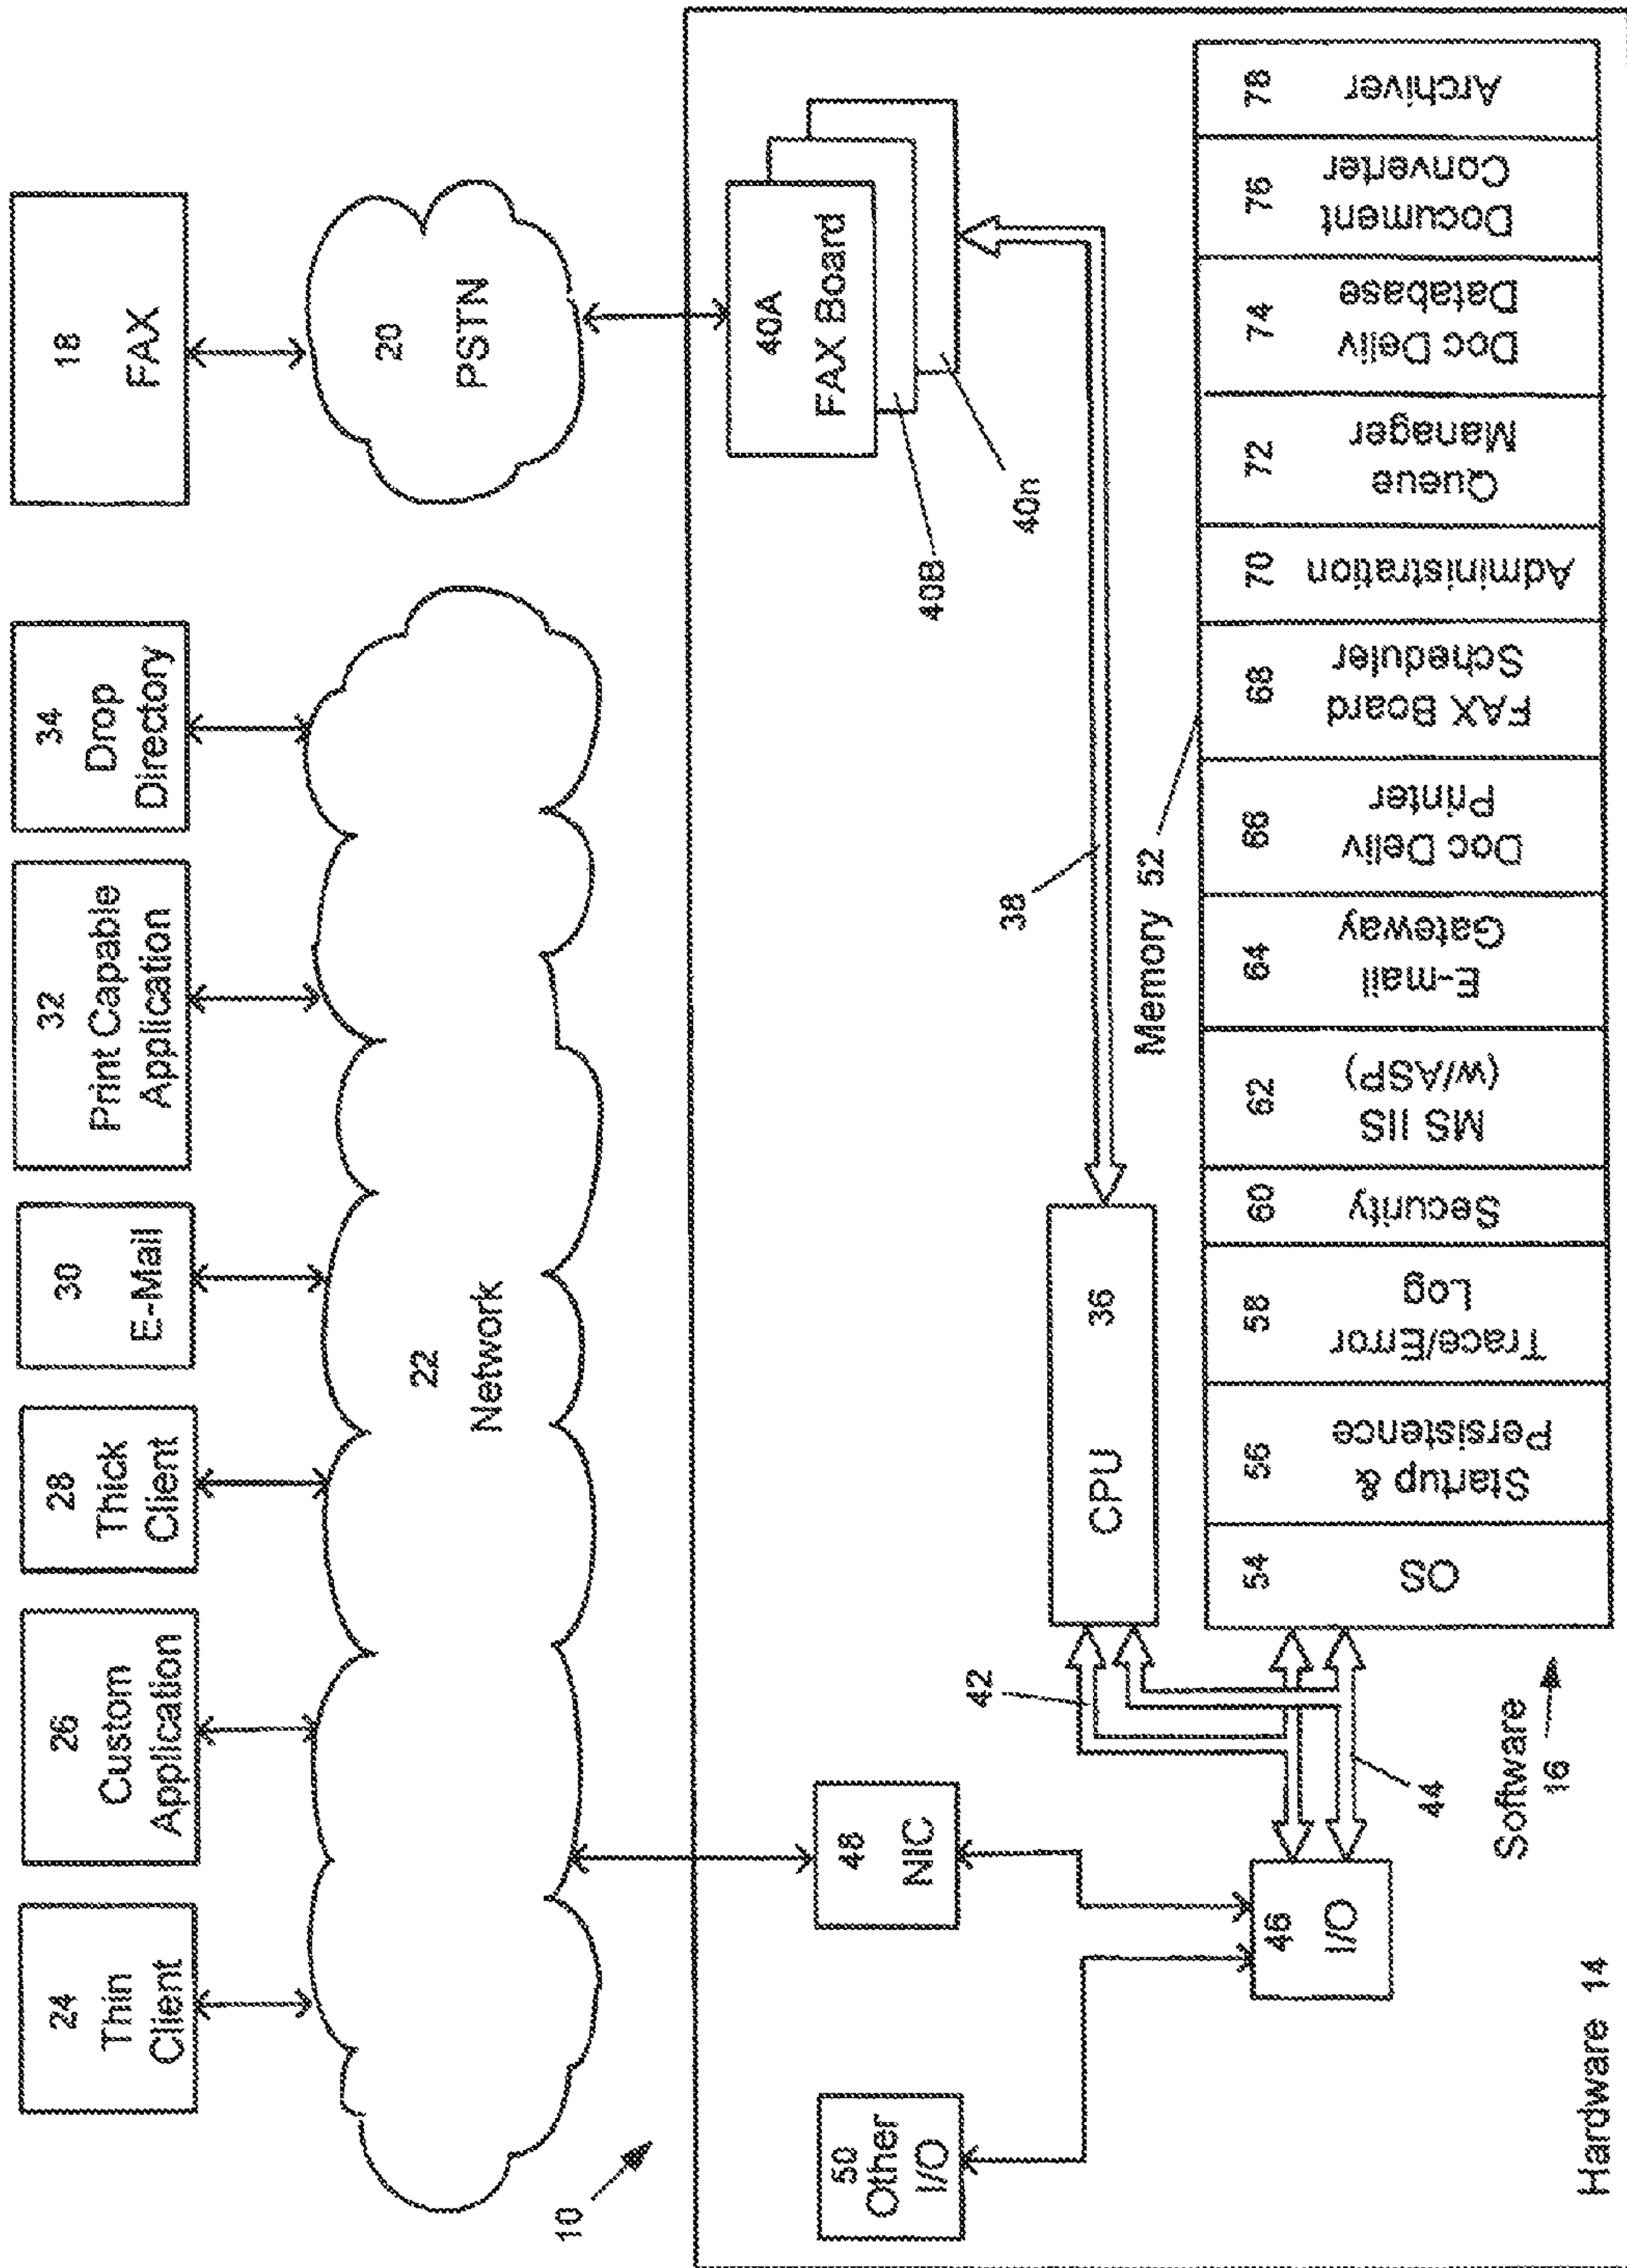 24
Thin
Client
26
Custom
Application
28
Thick
Client
30
E-Mail
32
Print Capable
Application
34
Drop
Directory
18
FAX
22
Network
20
PSTN
10
50
Other
I/O
48
NIC
40A
FAX Board
40B
40n
42
CPU 36
38
46
I/O
44
Memory 52
Software
16
Hardware 14
54
OS
56
Startup &
Persistence
58
Trace/Error
Log
60
Security
62
MS IIS
(w/ASP)
64
E-mail
Gateway
66
Doc Deliv
Printer
68
FAX Board
Scheduler
70
Administration
72
Queue
Manager
74
Doc Deliv
Database
76
Document
Converter
78
Archiver